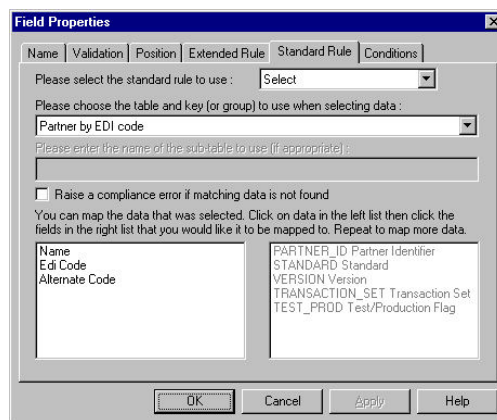 Field Properties
Name Validation Position Extended Rule Standard Rule Conditions
Please select the standard rule to use : Select
Please choose the table and key (or group) to use when selecting data :
Partner by EDI code
Please enter the name of the sub-table to use (if appropriate) :
Raise a compliance error if matching data is not found
You can map the data that was selected. Click on data in the left list then click the
fields in the right list that you would like it to be mapped to. Repeat to map more data.
Name
Edi Code
Alternate Code
PARTNER_ID Partner Identifier
STANDARD Standard
VERSION Version
TRANSACTION_SET Transaction Set
TEST_PROD Test/Production Flag
OK Cancel Apply Help